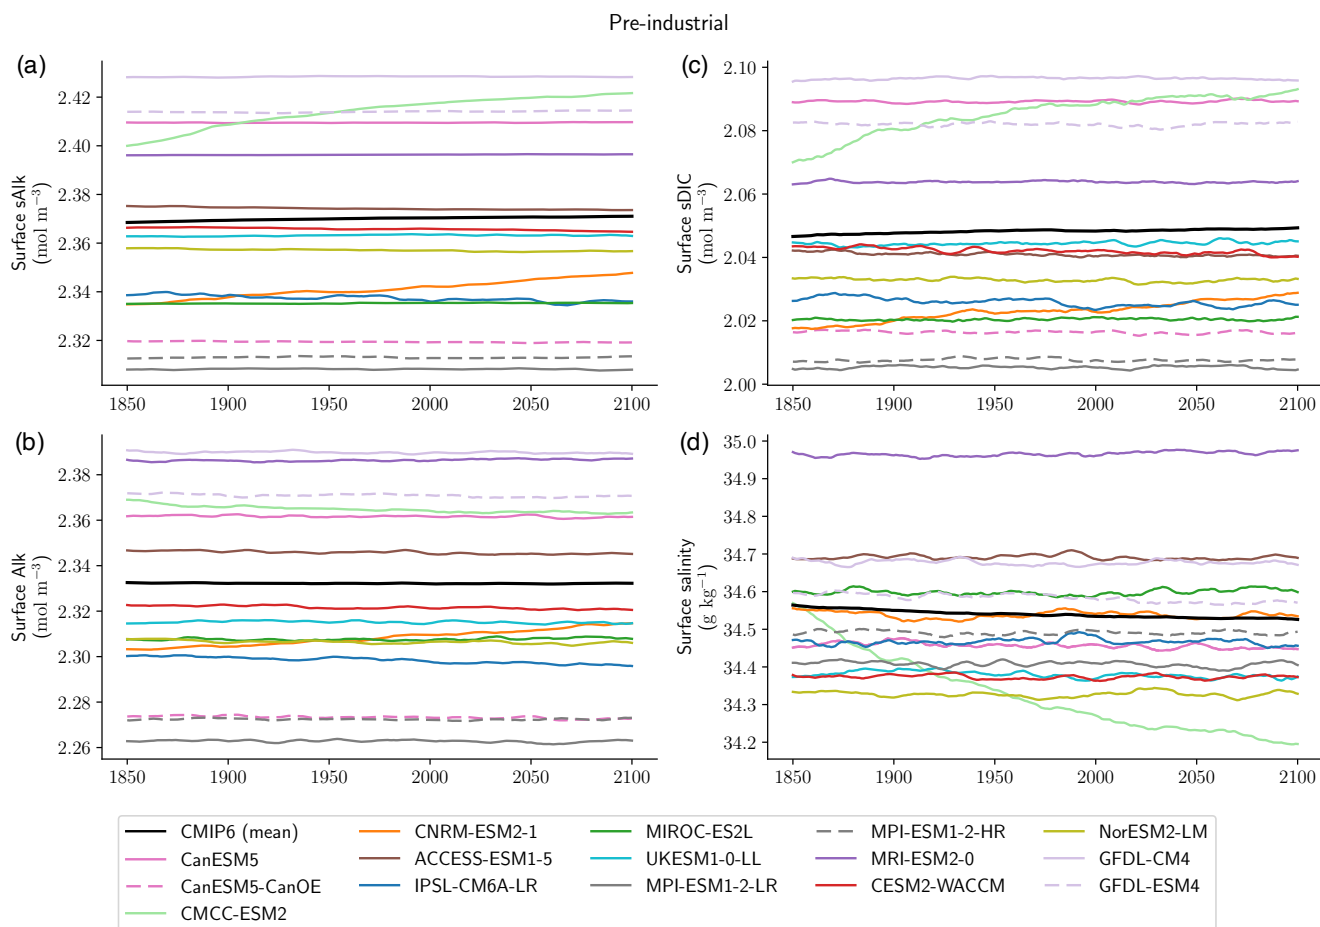 Pre-industrial
(a)
Surface sAlk
(mol m⁻³)
2.42
2.40
2.38
2.36
2.34
2.32
1850 1900 1950 2000 2050 2100
(c)
Surface sDIC
(mol m⁻³)
2.10
2.08
2.06
2.04
2.02
2.00
1850 1900 1950 2000 2050 2100
(b)
Surface Alk
(mol m⁻³)
2.38
2.36
2.34
2.32
2.30
2.28
2.26
1850 1900 1950 2000 2050 2100
(d)
Surface salinity
(g kg⁻¹)
35.0
34.9
34.8
34.7
34.6
34.5
34.4
34.3
34.2
1850 1900 1950 2000 2050 2100
CMIP6 (mean)
CanESM5
CanESM5-CanOE
CMCC-ESM2
CNRM-ESM2-1
ACCESS-ESM1-5
IPSL-CM6A-LR
MIROC-ES2L
UKESM1-0-LL
MPI-ESM1-2-LR
MPI-ESM1-2-HR
MRI-ESM2-0
CESM2-WACCM
NorESM2-LM
GFDL-CM4
GFDL-ESM4